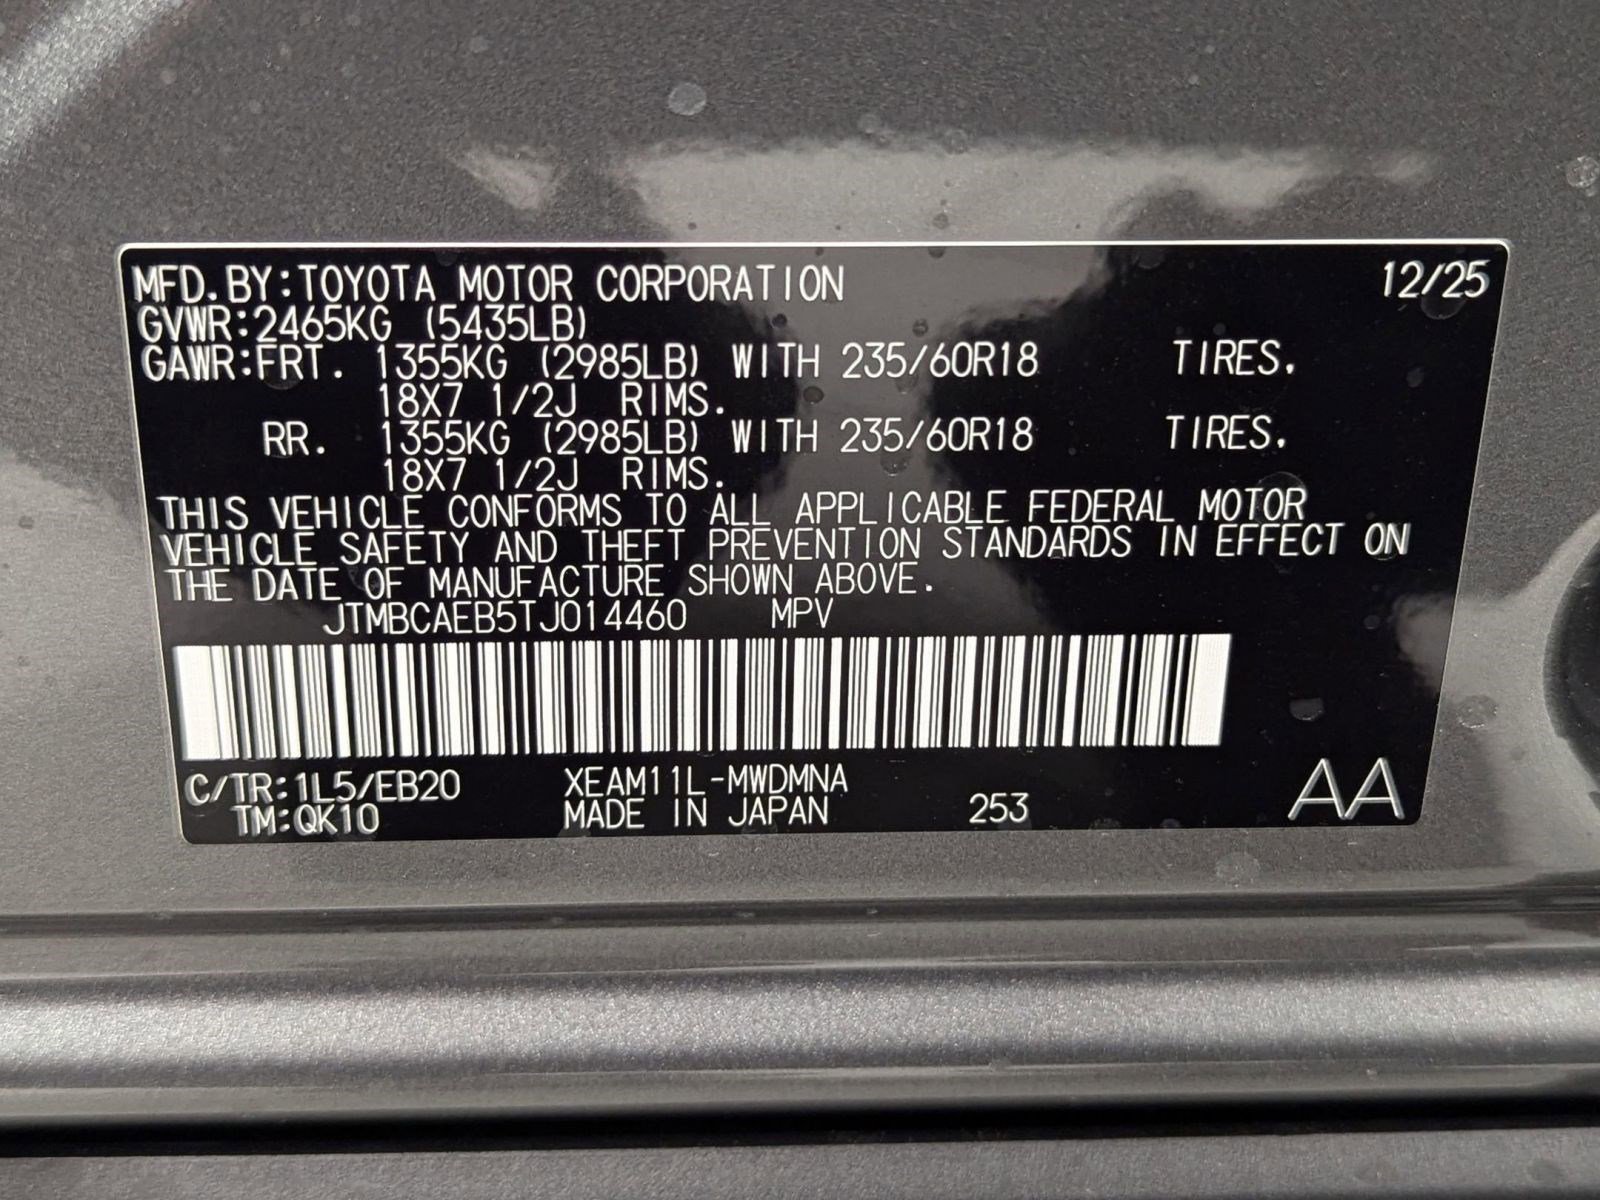 MFD.BY:TOYOTA MOTOR CORPORATION 12/25
GVWR:2465KG (5435LB)
GAWR:FRT. 1355KG (2985LB) WITH 235/60R18 TIRES.
18X7 1/2J RIMS.
RR. 1355KG (2985LB) WITH 235/60R18 TIRES.
18X7 1/2J RIMS.
THIS VEHICLE CONFORMS TO ALL APPLICABLE FEDERAL MOTOR
VEHICLE SAFETY AND THEFT PREVENTION STANDARDS IN EFFECT ON
THE DATE OF MANUFACTURE SHOWN ABOVE.
JTMBCAEB5TJ014460 MPV
C/TR:1L5/EB20 XEAM11L-MWDMNA
TM:QK10 MADE IN JAPAN 253 AA